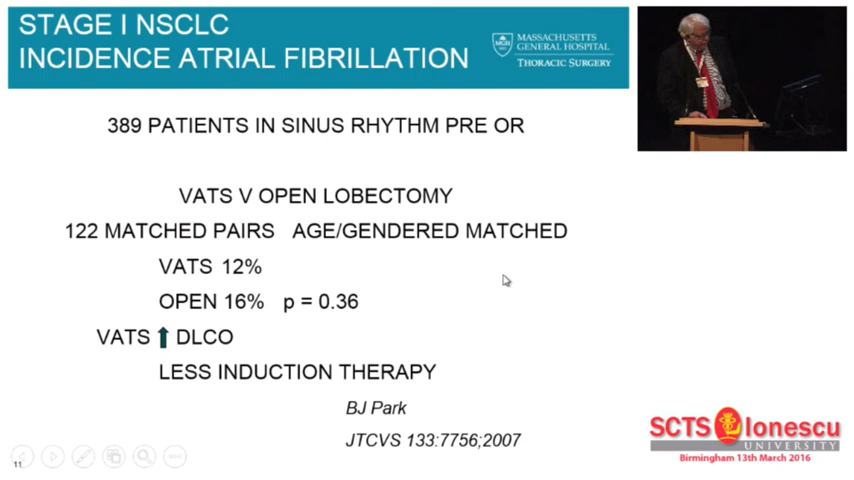 STAGE I NSCLC
INCIDENCE ATRIAL FIBRILLATION
MASSACHUSETTS
GENERAL HOSPITAL
THORACIC SURGERY
389 PATIENTS IN SINUS RHYTHM PRE OR
VATS V OPEN LOBECTOMY
122 MATCHED PAIRS AGE/GENDERED MATCHED
VATS 12%
OPEN 16% p = 0.36
VATS ⬆ DLCO
LESS INDUCTION THERAPY
BJ Park
JTCVS 133:7756;2007
11
SCTS Ionescu
UNIVERSITY
Birmingham 13th March 2016